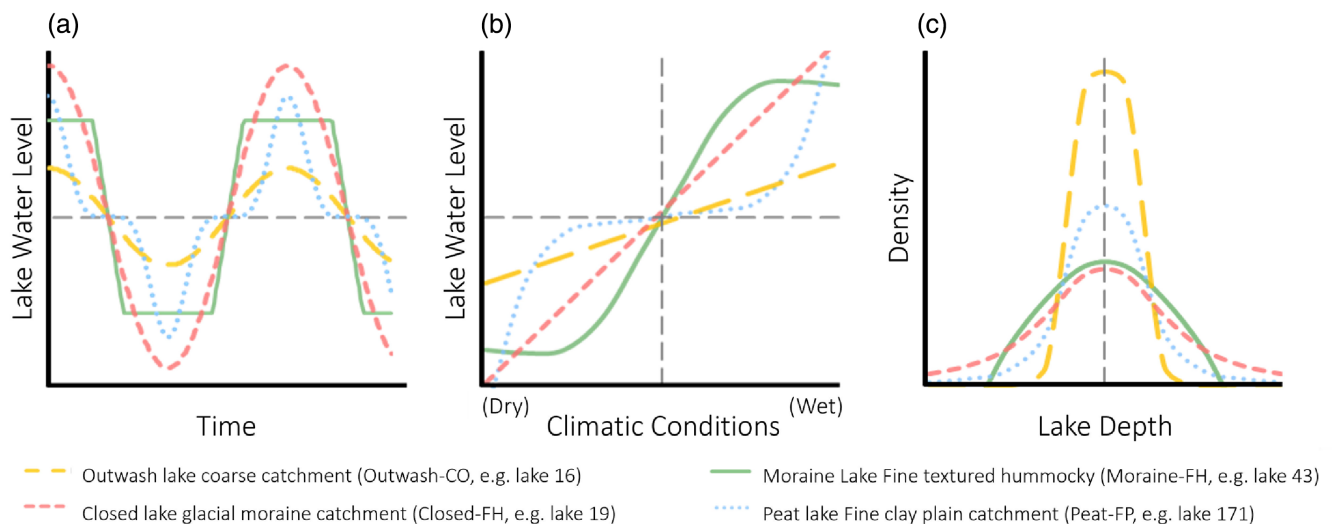 (a)
(b)
(c)
Lake Water Level
Lake Water Level
Density
(Dry)
(Wet)
Time
Climatic Conditions
Lake Depth
Outwash lake coarse catchment (Outwash-CO, e.g. lake 16)
Moraine Lake Fine textured hummocky (Moraine-FH, e.g. lake 43)
Closed lake glacial moraine catchment (Closed-FH, e.g. lake 19)
Peat lake Fine clay plain catchment (Peat-FP, e.g. lake 171)